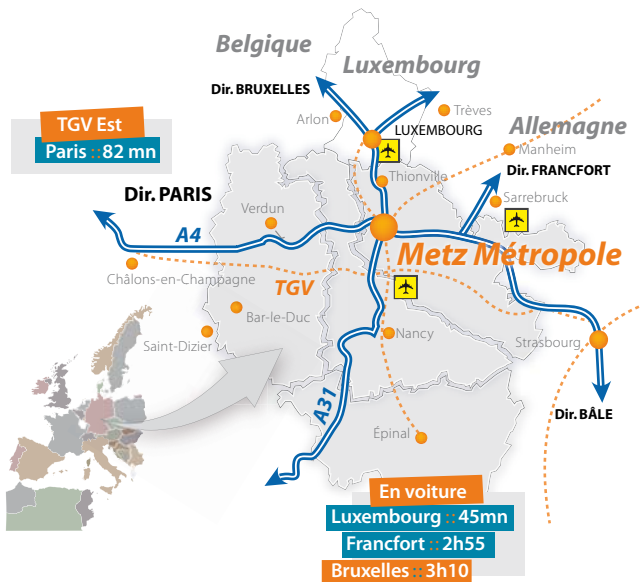 Belgique
Luxembourg
Dir. BRUXELLES
Trèves
Arlon
TGV Est
Paris :: 82 mn
LUXEMBOURG
Allemagne
Manheim
Dir. FRANCFORT
Thionville
Dir. PARIS
Sarrebruck
Verdun
A4
Metz Métropole
Châlons-en-Champagne
TGV
Bar-le-Duc
Saint-Dizier
Nancy
Strasbourg
A31
Dir. BÂLE
Épinal
En voiture
Luxembourg :: 45mn
Francfort :: 2h55
Bruxelles :: 3h10